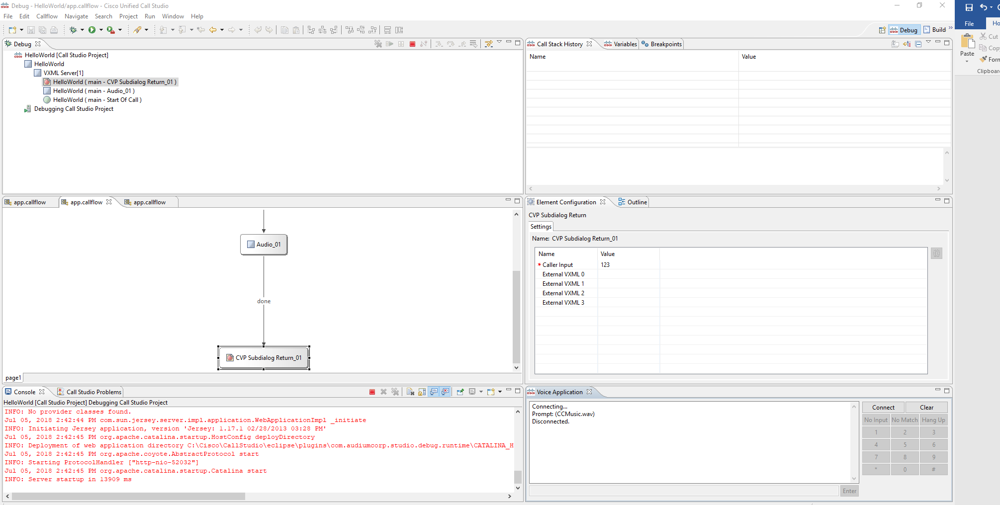 Debug - HelloWorld/app.callflow - Cisco Unified Call Studio
File Edit Callflow Navigate Search Project Run Window Help
Debug Build »
Debug
HelloWorld [Call Studio Project]
HelloWorld
VXML Server[1]
HelloWorld ( main - CVP Subdialog Return_01 )
HelloWorld ( main - Audio_01 )
HelloWorld ( main - Start Of Call )
Debugging Call Studio Project
Call Stack History Variables Breakpoints
Name Value
File Ho
Cut
Paste Copy
Form
Clipboard
app.callflow app.callflow app.callflow
Audio_01
done
CVP Subdialog Return_01
page1
Element Configuration Outline
CVP Subdialog Return
Settings
Name: CVP Subdialog Return_01
Name Value
* Caller Input 123
External VXML 0
External VXML 1
External VXML 2
External VXML 3
Console Call Studio Problems
HelloWorld [Call Studio Project] Debugging Call Studio Project
INFO: No provider classes found.
Jul 05, 2018 2:42:44 PM com.sun.jersey.server.impl.application.WebApplicationImpl _initiate
INFO: Initiating Jersey application, version 'Jersey: 1.17.1 02/28/2013 03:28 PM'
Jul 05, 2018 2:42:45 PM org.apache.catalina.startup.HostConfig deployDirectory
INFO: Deployment of web application directory C:\Cisco\CallStudio\eclipse\plugins\com.audiumcorp.studio.debug.runtime\CATALINA_H
Jul 05, 2018 2:42:45 PM org.apache.coyote.AbstractProtocol start
INFO: Starting ProtocolHandler ["http-nio-52032"]
Jul 05, 2018 2:42:45 PM org.apache.catalina.startup.Catalina start
INFO: Server startup in 13909 ms
Voice Application
Connecting...
Prompt: (CCMusic.wav)
Disconnected.
Connect Clear
No Input No Match Hang Up
1 2 3
4 5 6
7 8 9
* 0 #
Enter